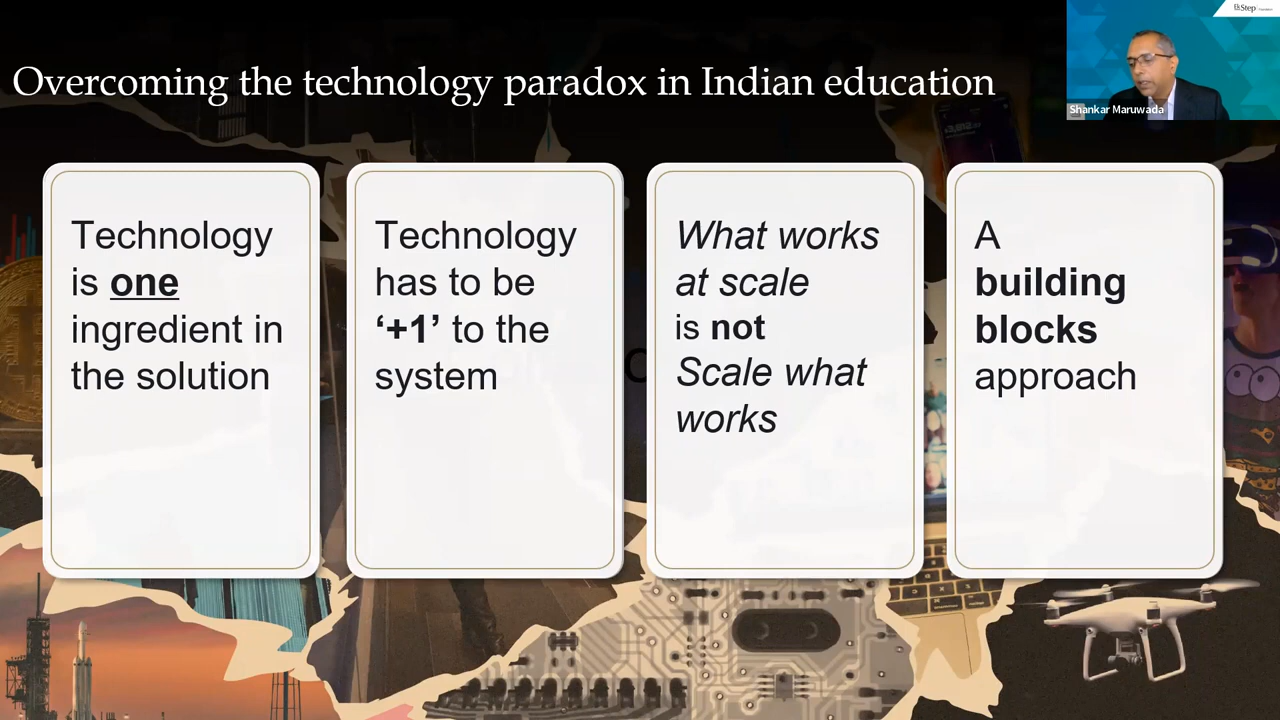 Overcoming the technology paradox in Indian education
Step
Shankar Maruwada
Technology
is one
ingredient in
the solution
Technology
has to be
‘+1’ to the
system
What works
at scale
is not
Scale what
works
A
building
blocks
approach